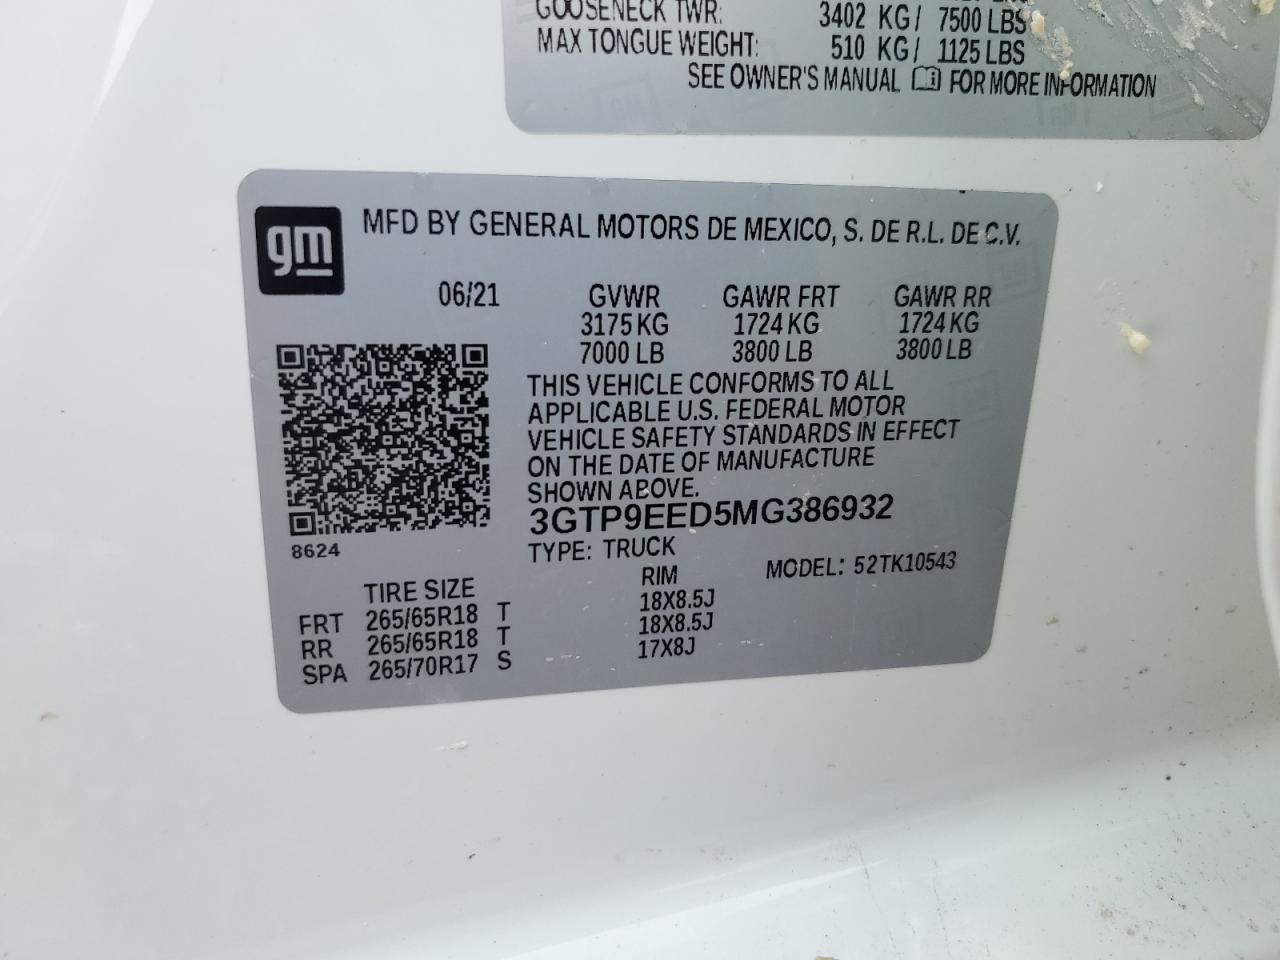 GOOSENECK TWR: 3402 KG/ 7500 LBS
MAX TONGUE WEIGHT: 510 KG/ 1125 LBS
SEE OWNER'S MANUAL FOR MORE INFORMATION
gm
MFD BY GENERAL MOTORS DE MEXICO, S. DE R.L. DE C.V.
06/21 GVWR GAWR FRT GAWR RR
3175 KG 1724 KG 1724 KG
7000 LB 3800 LB 3800 LB
THIS VEHICLE CONFORMS TO ALL
APPLICABLE U.S. FEDERAL MOTOR
VEHICLE SAFETY STANDARDS IN EFFECT
ON THE DATE OF MANUFACTURE
SHOWN ABOVE.
3GTP9EED5MG386932
8624
TYPE: TRUCK MODEL: 52TK10543
TIRE SIZE RIM
FRT 265/65R18 T 18X8.5J
RR 265/65R18 T 18X8.5J
SPA 265/70R17 S 17X8J